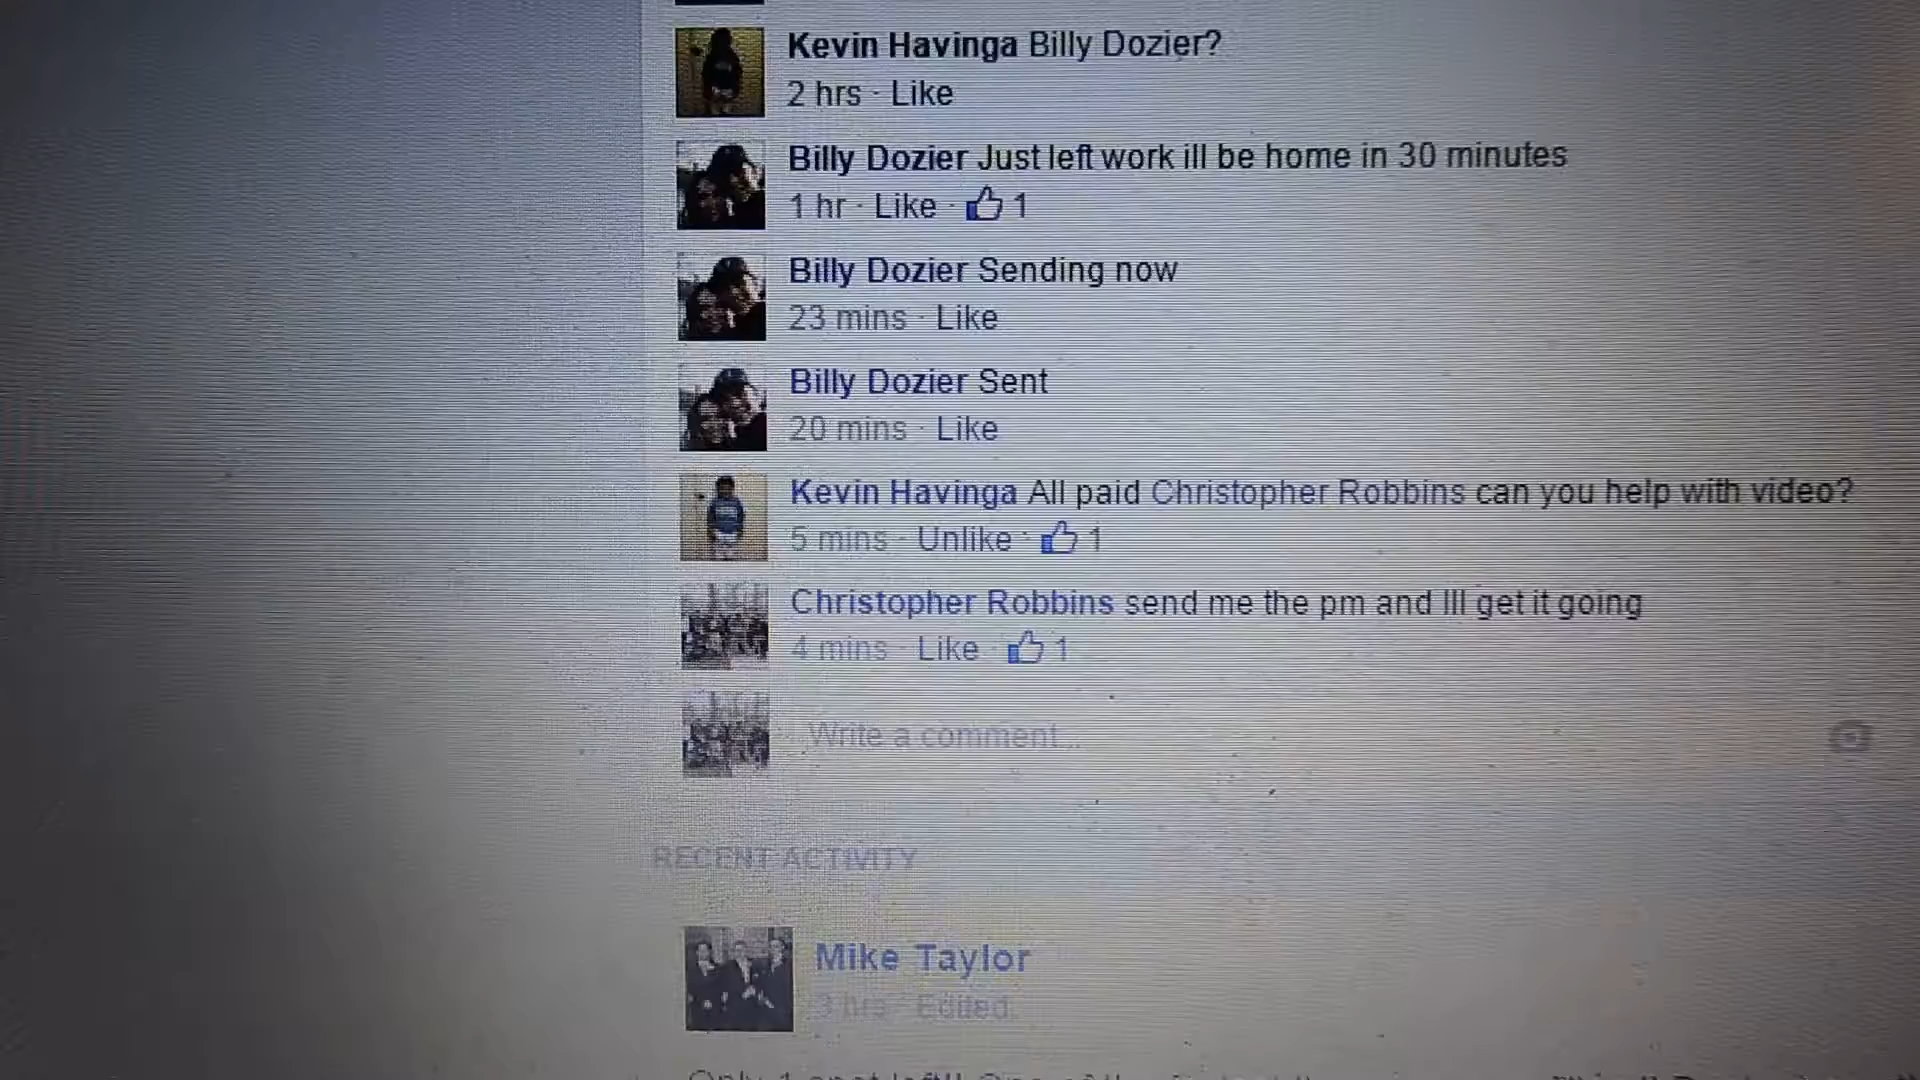 Kevin Havinga Billy Dozier?
2 hrs · Like
Billy Dozier Just left work ill be home in 30 minutes
1 hr · Like · 1
Billy Dozier Sending now
23 mins · Like
Billy Dozier Sent
20 mins · Like
Kevin Havinga All paid Christopher Robbins can you help with video?
5 mins · Unlike · 1
Christopher Robbins send me the pm and Ill get it going
4 mins · Like · 1
Write a comment...
RECENT ACTIVITY
Mike Taylor
3 hrs · Edited